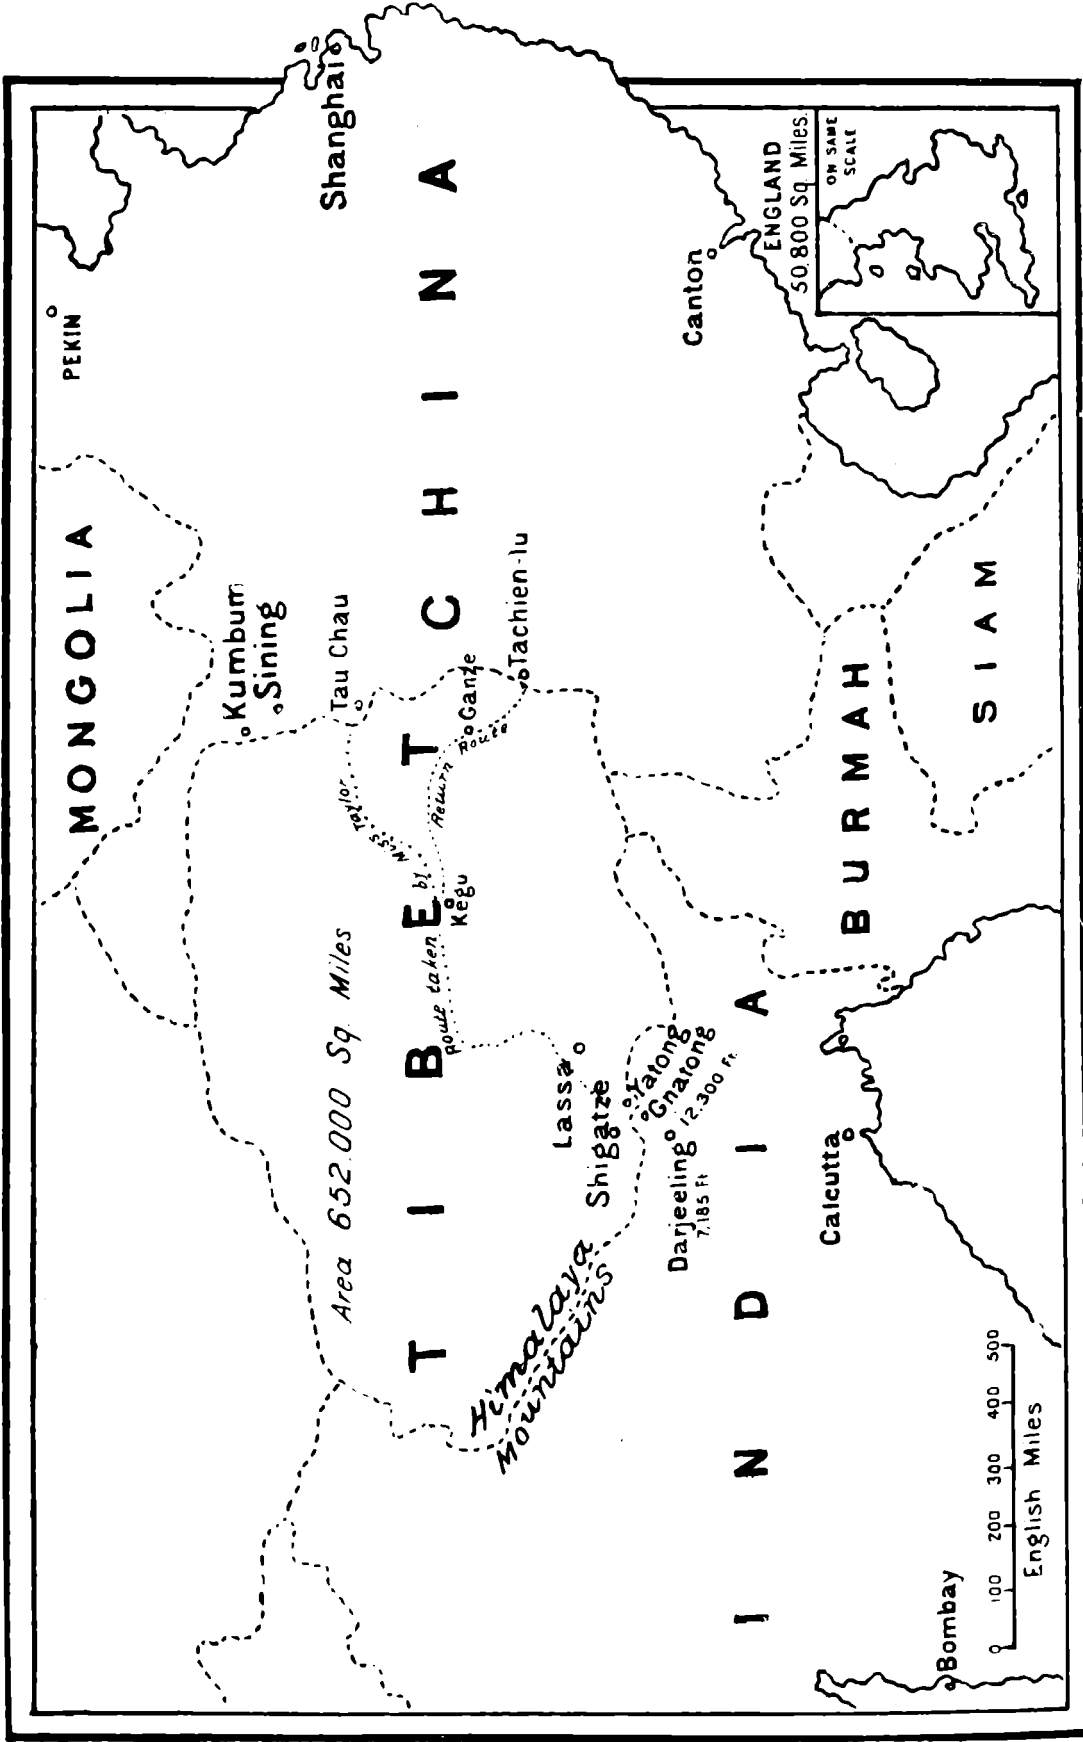 MONGOLIA
PEKIN
Kumbum
Sining
Shanghai
Tau Chau
Area 652.000 Sq. Miles
TIBET
CHINA
Route taken by Miss Taylor
Return Route
Kegu
Ganze
Tachien-lu
Himalaya
Mountains
Lassa
Shigatze
Yatong
Gnatong
12.300 Ft.
Darjeeling
7,185 Ft
Canton
INDIA
Calcutta
BURMAH
SIAM
Bombay
0 100 200 300 400 500
English Miles
ENGLAND
50,800 Sq. Miles.
ON SAME
SCALE